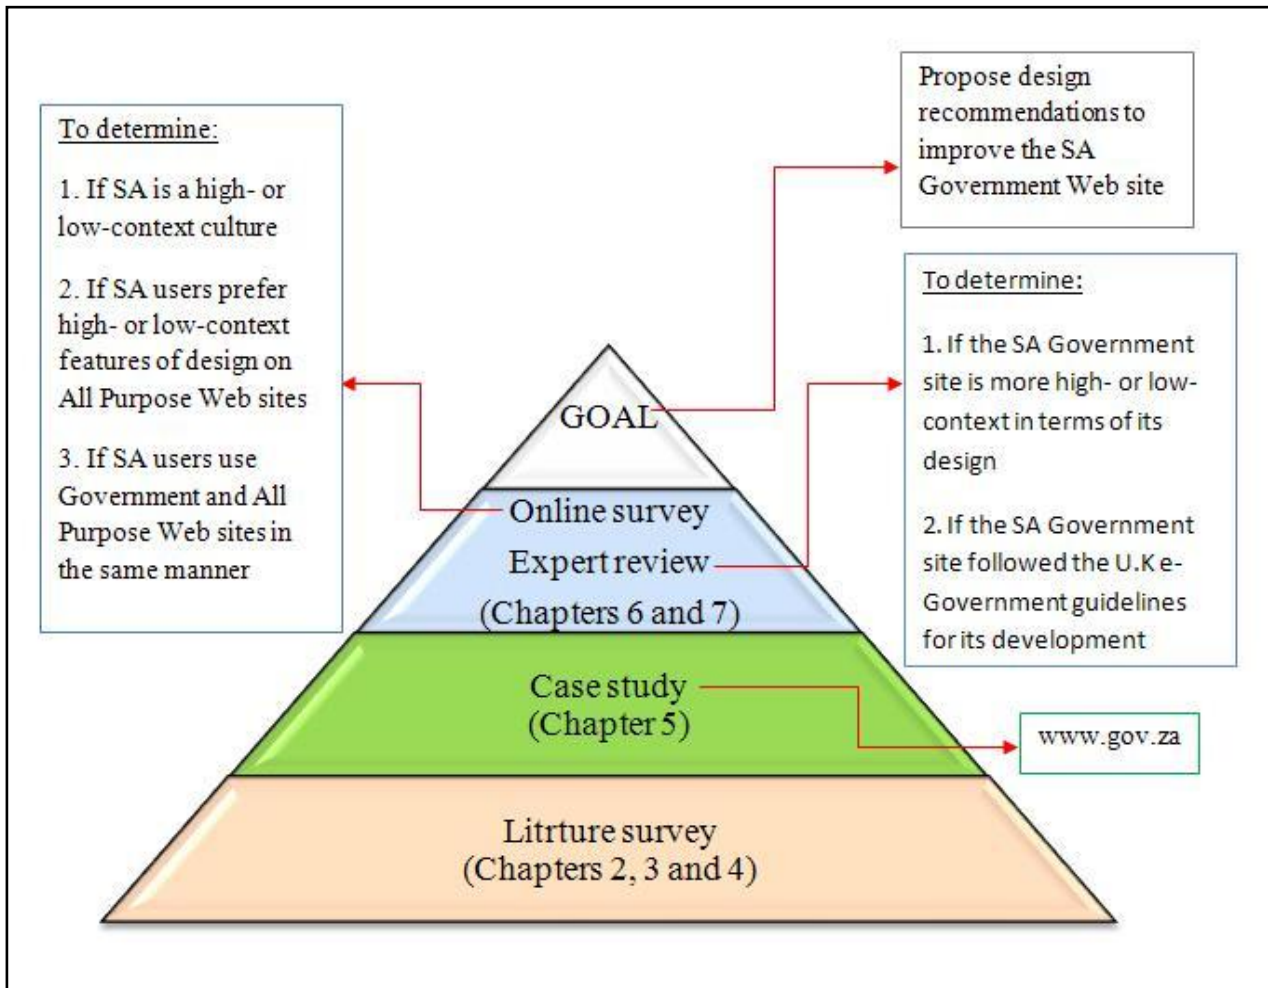 To determine:
1. If SA is a high- or
low-context culture
2. If SA users prefer
high- or low-context
features of design on
All Purpose Web sites
3. If SA users use
Government and All
Purpose Web sites in
the same manner
Propose design
recommendations to
improve the SA
Government Web site
To determine:
1. If the SA Government
site is more high- or low-
context in terms of its
design
2. If the SA Government
site followed the U.K e-
Government guidelines
for its development
GOAL
Online survey
Expert review
(Chapters 6 and 7)
Case study
(Chapter 5)
www.gov.za
Litrture survey
(Chapters 2, 3 and 4)